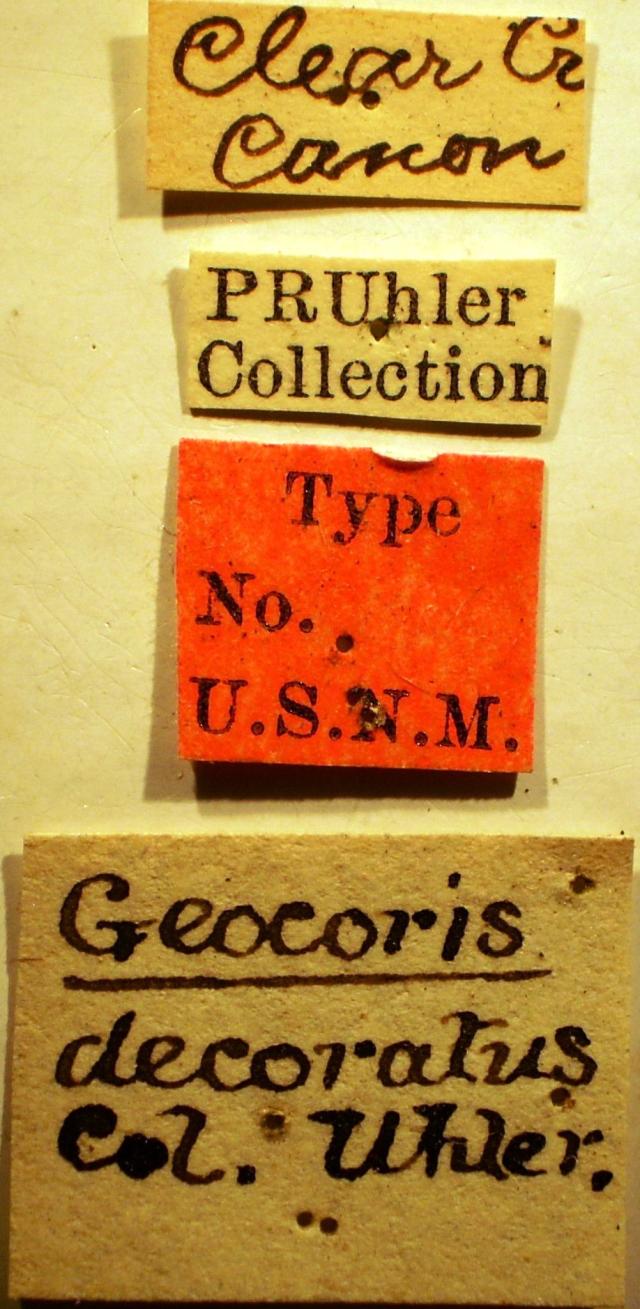 Clear Cr
Canon
PRUhler
Collection
Type
No.
U.S.N.M.
Geocoris
decoratus
Col. Uhler.